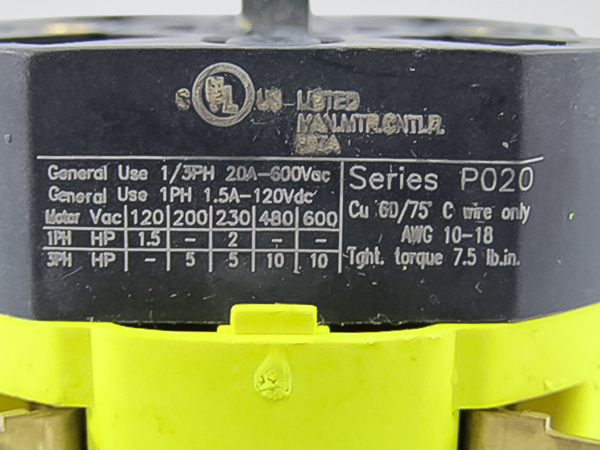 c UL US LISTED
MAN.MTR.CNTLR.
General Use 1/3PH 20A-600Vac
General Use 1PH 1.5A-120Vdc
Motor Vac 120 200 230 480 600
1PH HP 1.5 - 2 - -
3PH HP - 5 5 10 10
Series P020
Cu 60/75° C wire only
AWG 10-18
Tght. torque 7.5 lb.in.